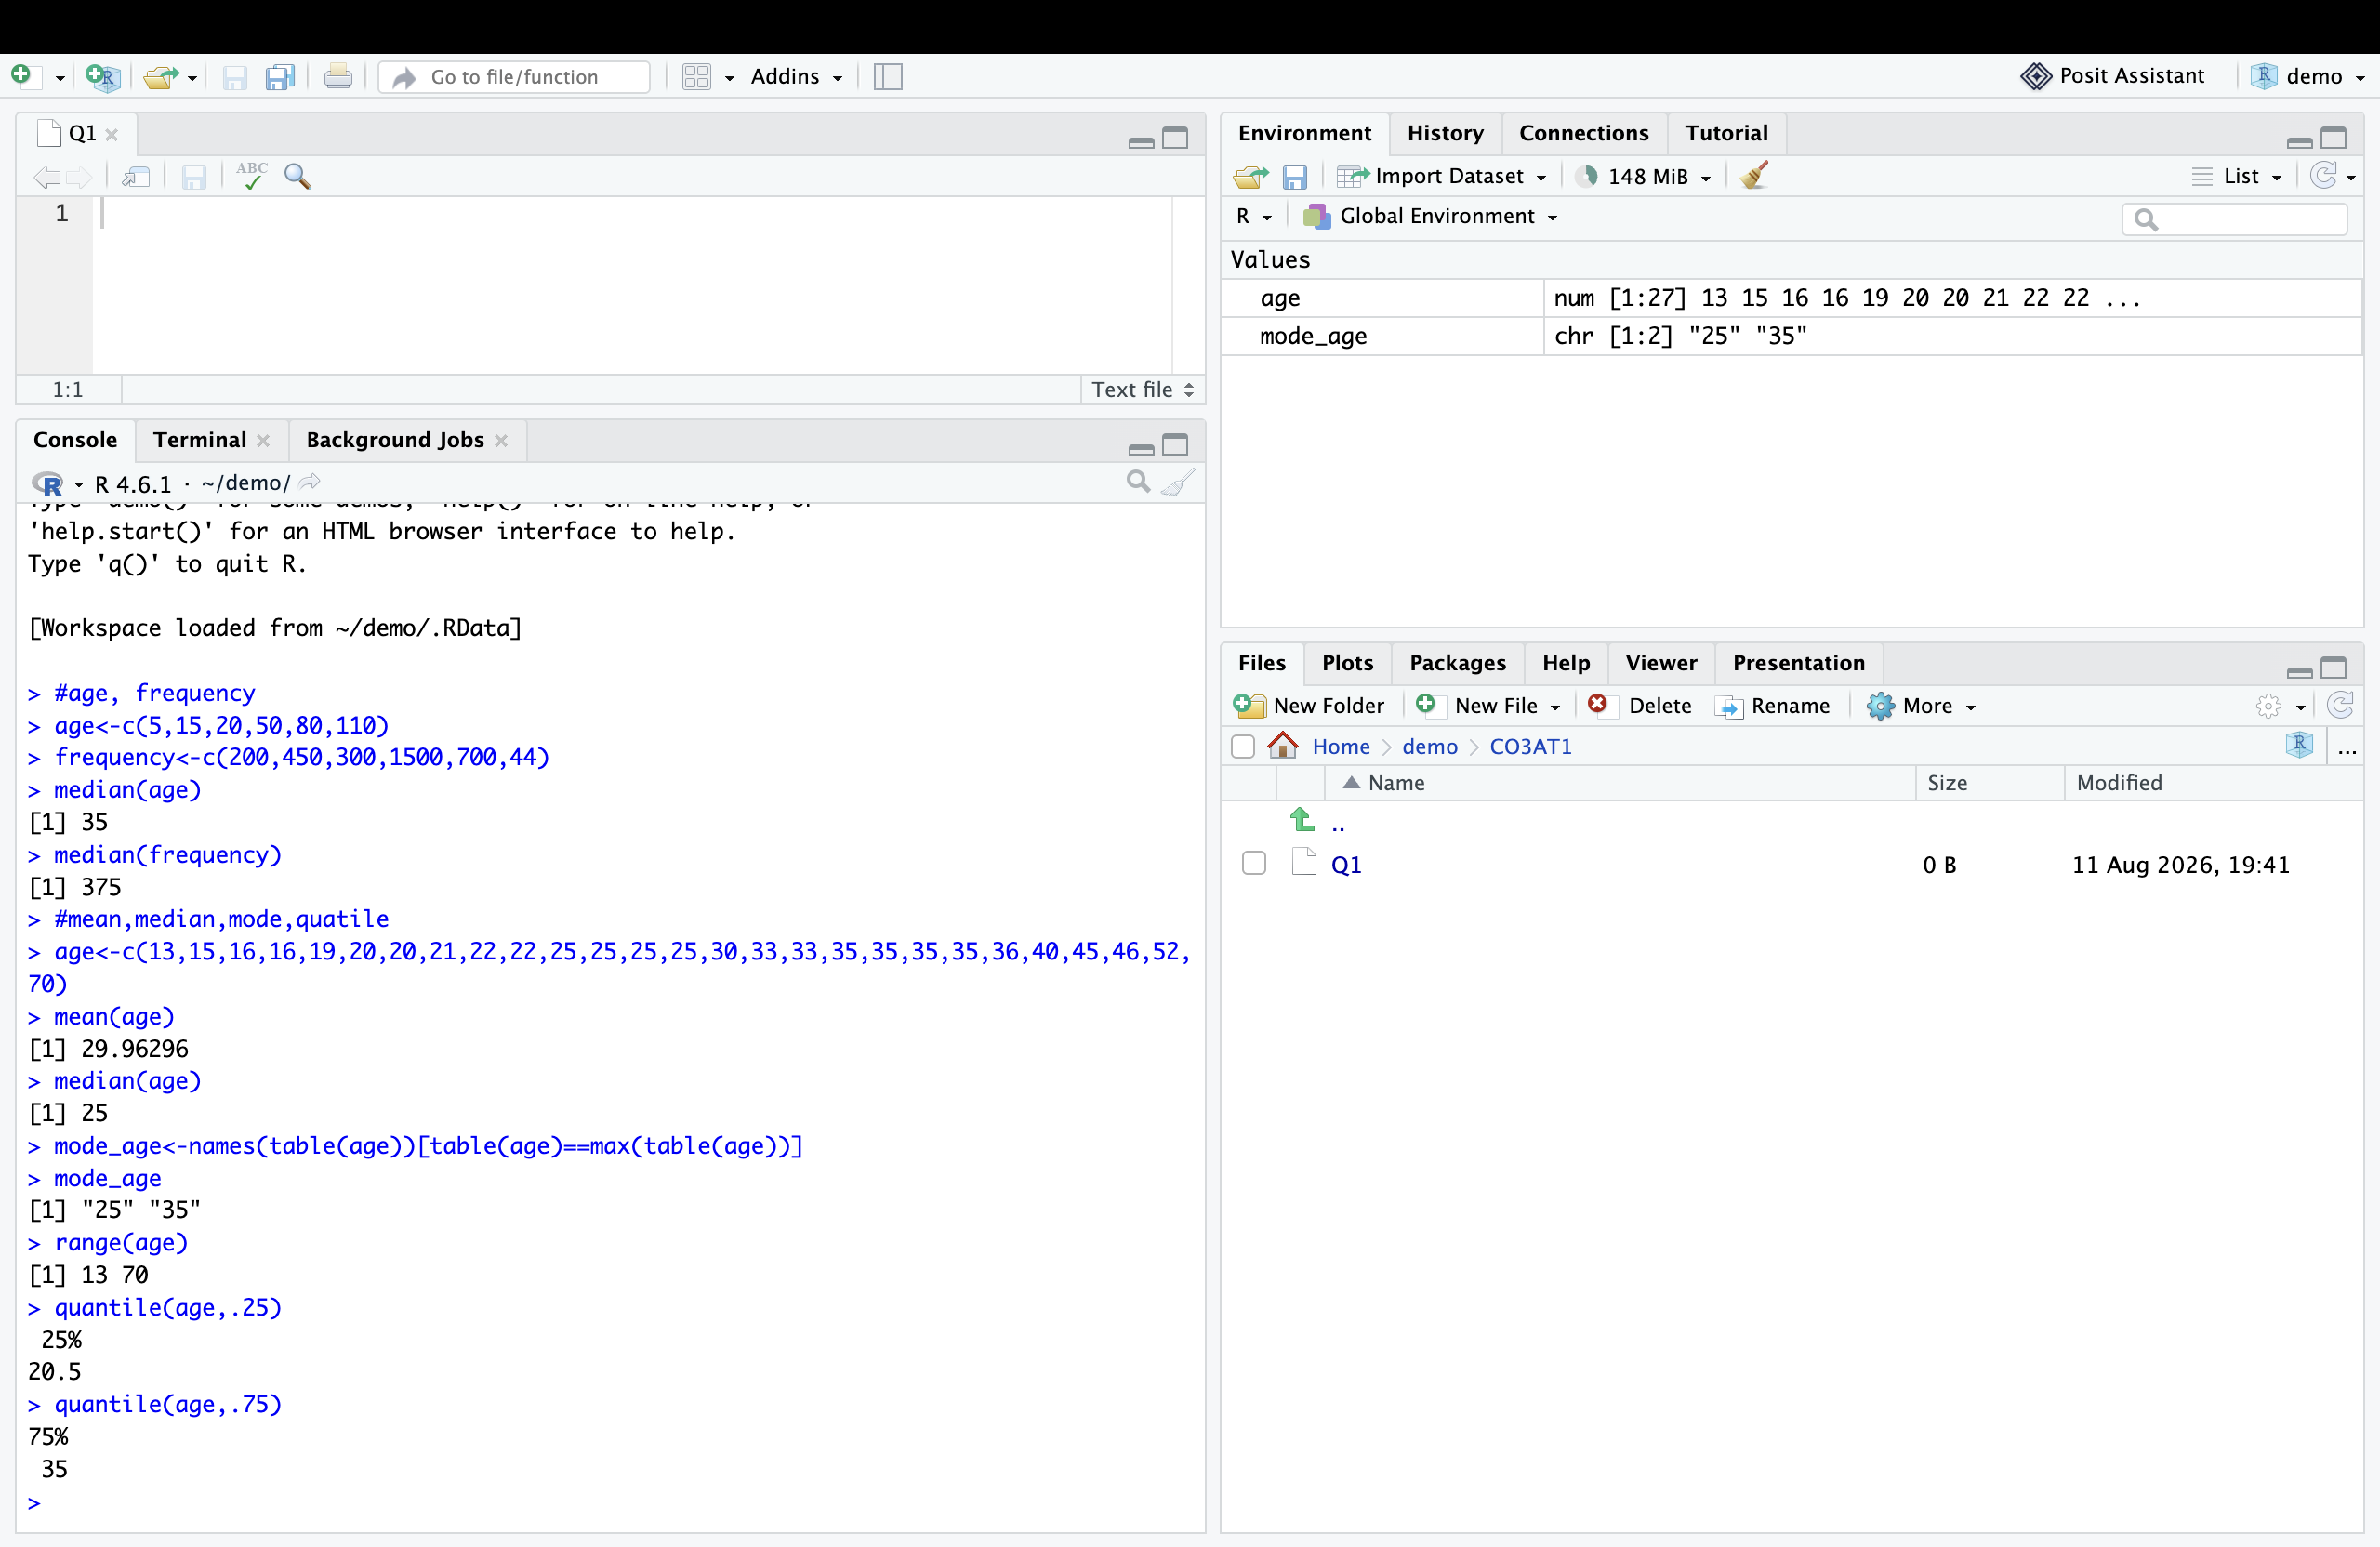 Go to file/function
Addins
Posit Assistant
demo
Q1
ABC
1
1:1
Text file
Console
Terminal
Background Jobs
R 4.6.1 · ~/demo/
'help.start()' for an HTML browser interface to help.
Type 'q()' to quit R.
[Workspace loaded from ~/demo/.RData]
> #age, frequency
> age<-c(5,15,20,50,80,110)
> frequency<-c(200,450,300,1500,700,44)
> median(age)
[1] 35
> median(frequency)
[1] 375
> #mean,median,mode,quatile
> age<-c(13,15,16,16,19,20,20,21,22,22,25,25,25,25,30,33,33,35,35,35,35,36,40,45,46,52,
70)
> mean(age)
[1] 29.96296
> median(age)
[1] 25
> mode_age<-names(table(age))[table(age)==max(table(age))]
> mode_age
[1] "25" "35"
> range(age)
[1] 13 70
> quantile(age,.25)
25%
20.5
> quantile(age,.75)
75%
35
>
Environment
History
Connections
Tutorial
Import Dataset
148 MiB
List
R
Global Environment
Values
age
num [1:27] 13 15 16 16 19 20 20 21 22 22 ...
mode_age
chr [1:2] "25" "35"
Files
Plots
Packages
Help
Viewer
Presentation
New Folder
New File
Delete
Rename
More
Home
demo
CO3AT1
...
Name
Size
Modified
..
Q1
0 B
11 Aug 2026, 19:41